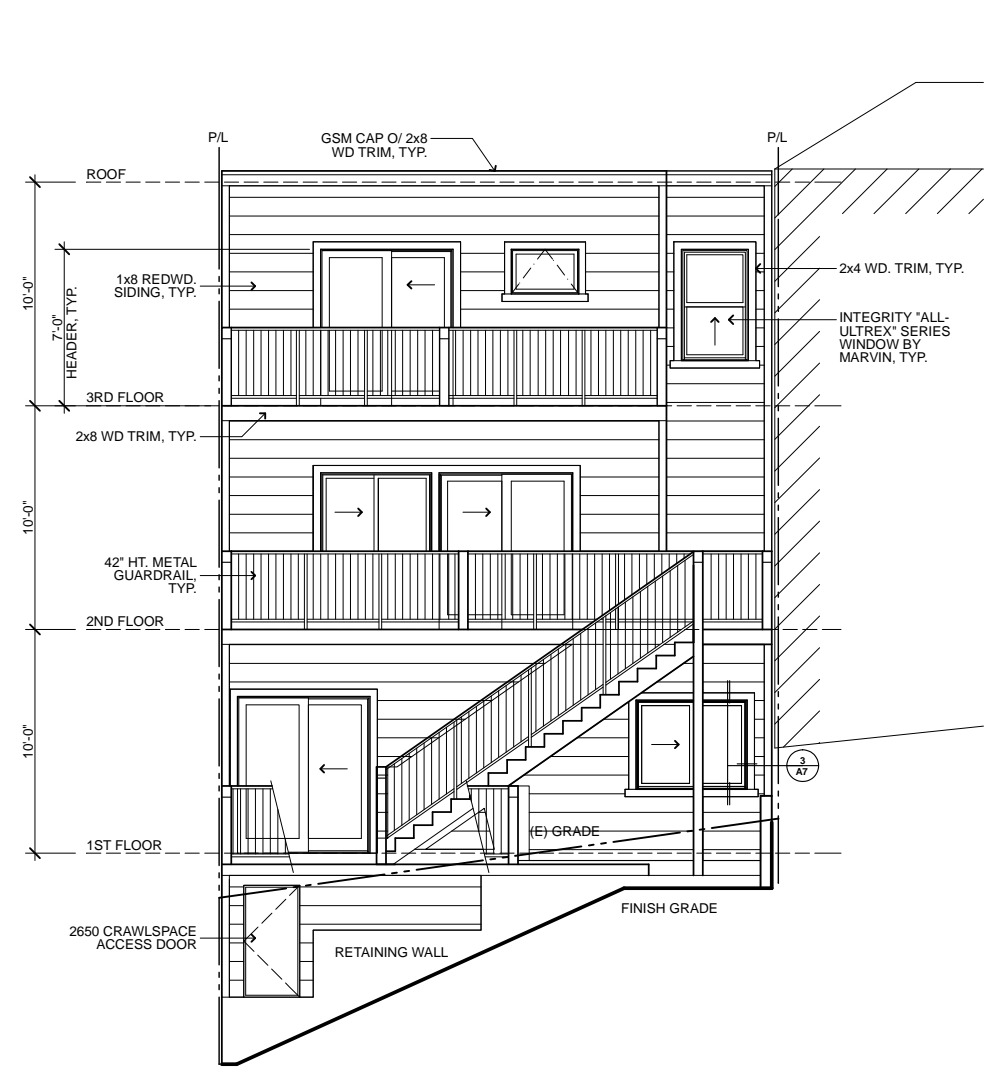 P/L
GSM CAP O/ 2x8
WD TRIM, TYP.
P/L
ROOF
10'-0"
7'-0"
HEADER, TYP.
1x8 REDWD.
SIDING, TYP.
2x4 WD. TRIM, TYP.
INTEGRITY "ALL-
ULTREX" SERIES
WINDOW BY
MARVIN, TYP.
3RD FLOOR
2x8 WD TRIM, TYP.
10'-0"
42" HT. METAL
GUARDRAIL,
TYP.
2ND FLOOR
10'-0"
3
A7
(E) GRADE
1ST FLOOR
FINISH GRADE
2650 CRAWLSPACE
ACCESS DOOR
RETAINING WALL